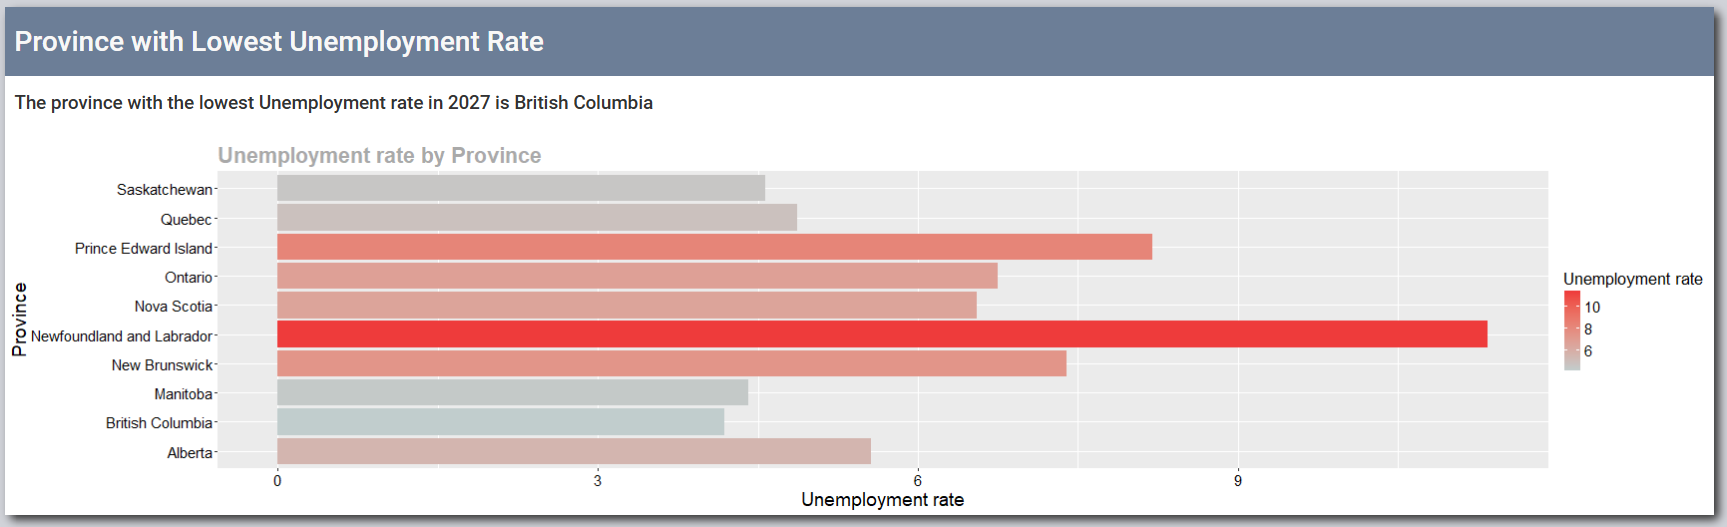 Province with Lowest Unemployment Rate
The province with the lowest Unemployment rate in 2027 is British Columbia
Unemployment rate by Province
Province
Saskatchewan
Quebec
Prince Edward Island
Ontario
Nova Scotia
Newfoundland and Labrador
New Brunswick
Manitoba
British Columbia
Alberta
0 3 6 9
Unemployment rate
Unemployment rate
10
8
6